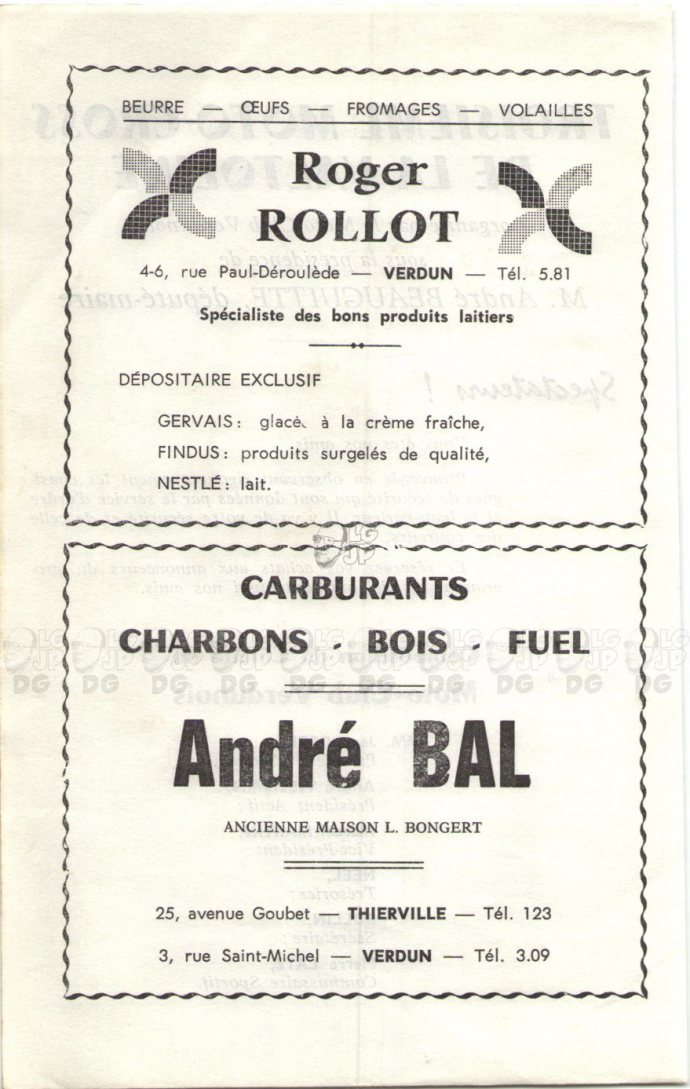 BEURRE — ŒUFS — FROMAGES — VOLAILLES
Roger
ROLLOT
4-6, rue Paul-Déroulède — VERDUN — Tél. 5.81
Spécialiste des bons produits laitiers
DÉPOSITAIRE EXCLUSIF
GERVAIS : glace à la crème fraîche,
FINDUS : produits surgelés de qualité,
NESTLÉ : lait.
CARBURANTS
CHARBONS - BOIS - FUEL
André BAL
ANCIENNE MAISON L. BONGERT
25, avenue Goubet — THIERVILLE — Tél. 123
3, rue Saint-Michel — VERDUN — Tél. 3.09